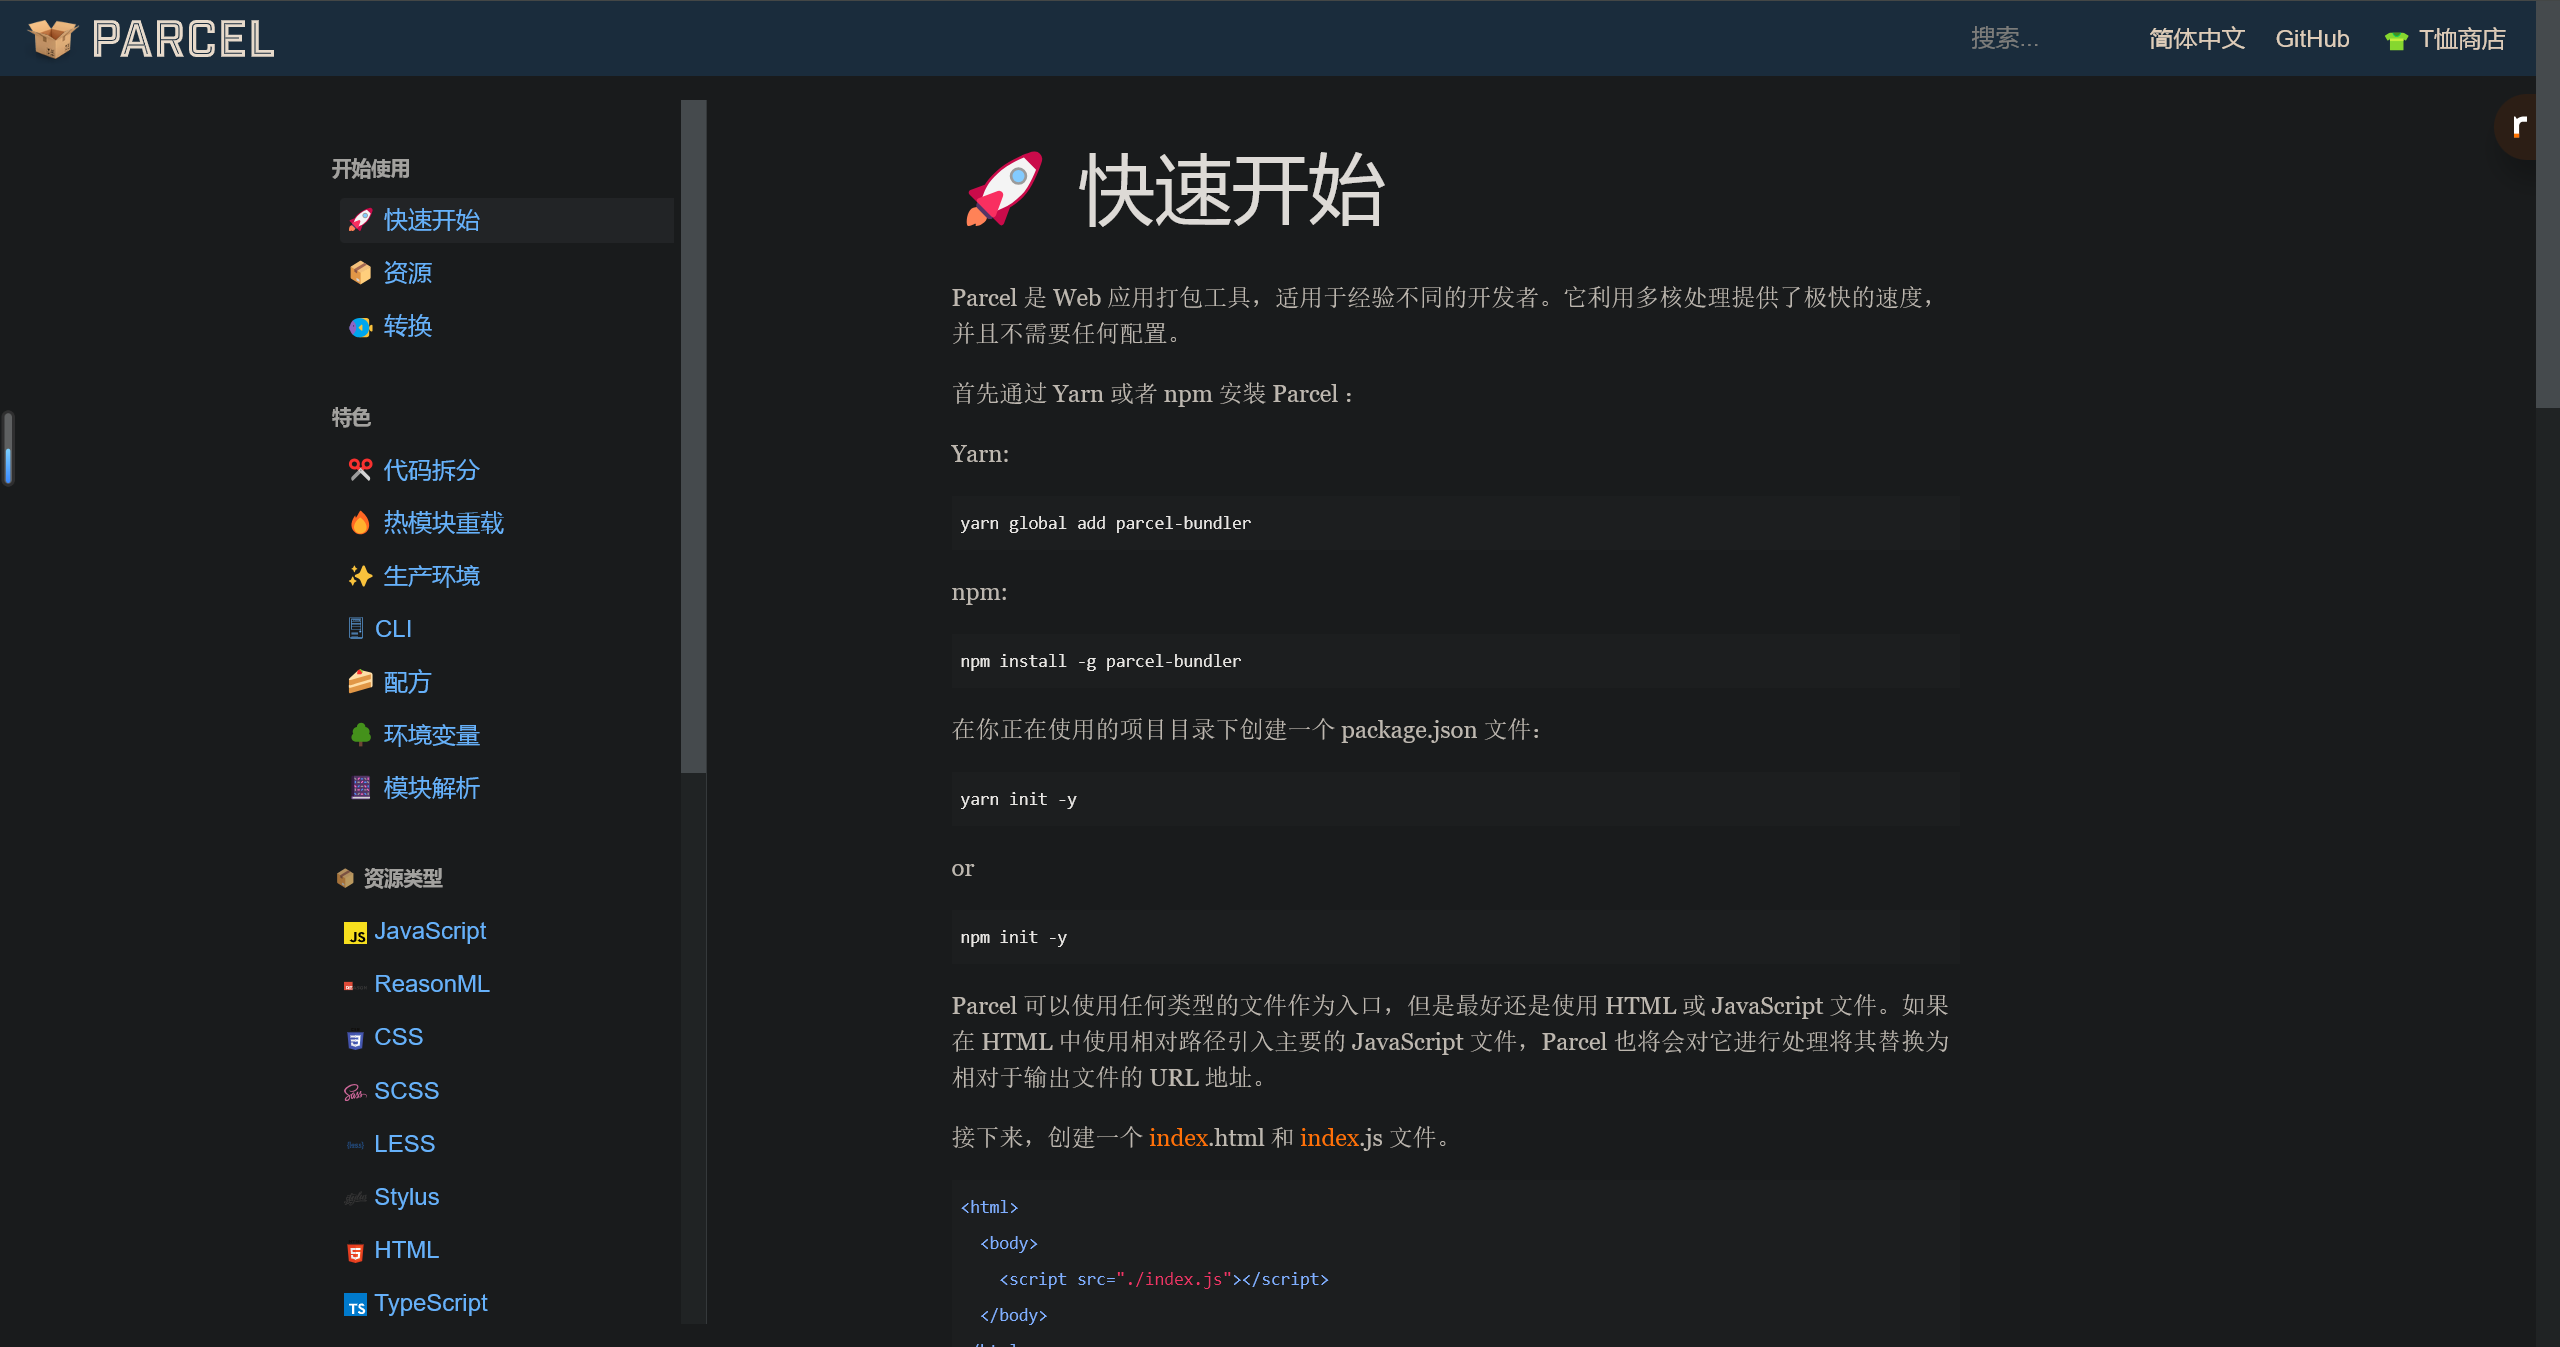 PARCEL
搜索...
简体中文
GitHub
T恤商店
开始使用
快速开始
资源
转换
特色
代码拆分
热模块重载
生产环境
CLI
配方
环境变量
模块解析
资源类型
JS JavaScript
ReasonML
CSS
Sass SCSS
LESS
Stylus
HTML
TS TypeScript
快速开始
Parcel 是 Web 应用打包工具，适用于经验不同的开发者。它利用多核处理提供了极快的速度，
并且不需要任何配置。
首先通过 Yarn 或者 npm 安装 Parcel：
Yarn:
yarn global add parcel-bundler
npm:
npm install -g parcel-bundler
在你正在使用的项目目录下创建一个 package.json 文件：
yarn init -y
or
npm init -y
Parcel 可以使用任何类型的文件作为入口，但是最好还是使用 HTML 或 JavaScript 文件。如果
在 HTML 中使用相对路径引入主要的 JavaScript 文件，Parcel 也将会对它进行处理将其替换为
相对于输出文件的 URL 地址。
接下来，创建一个 index.html 和 index.js 文件。
<html>
<body>
<script src="./index.js"></script>
</body>
r